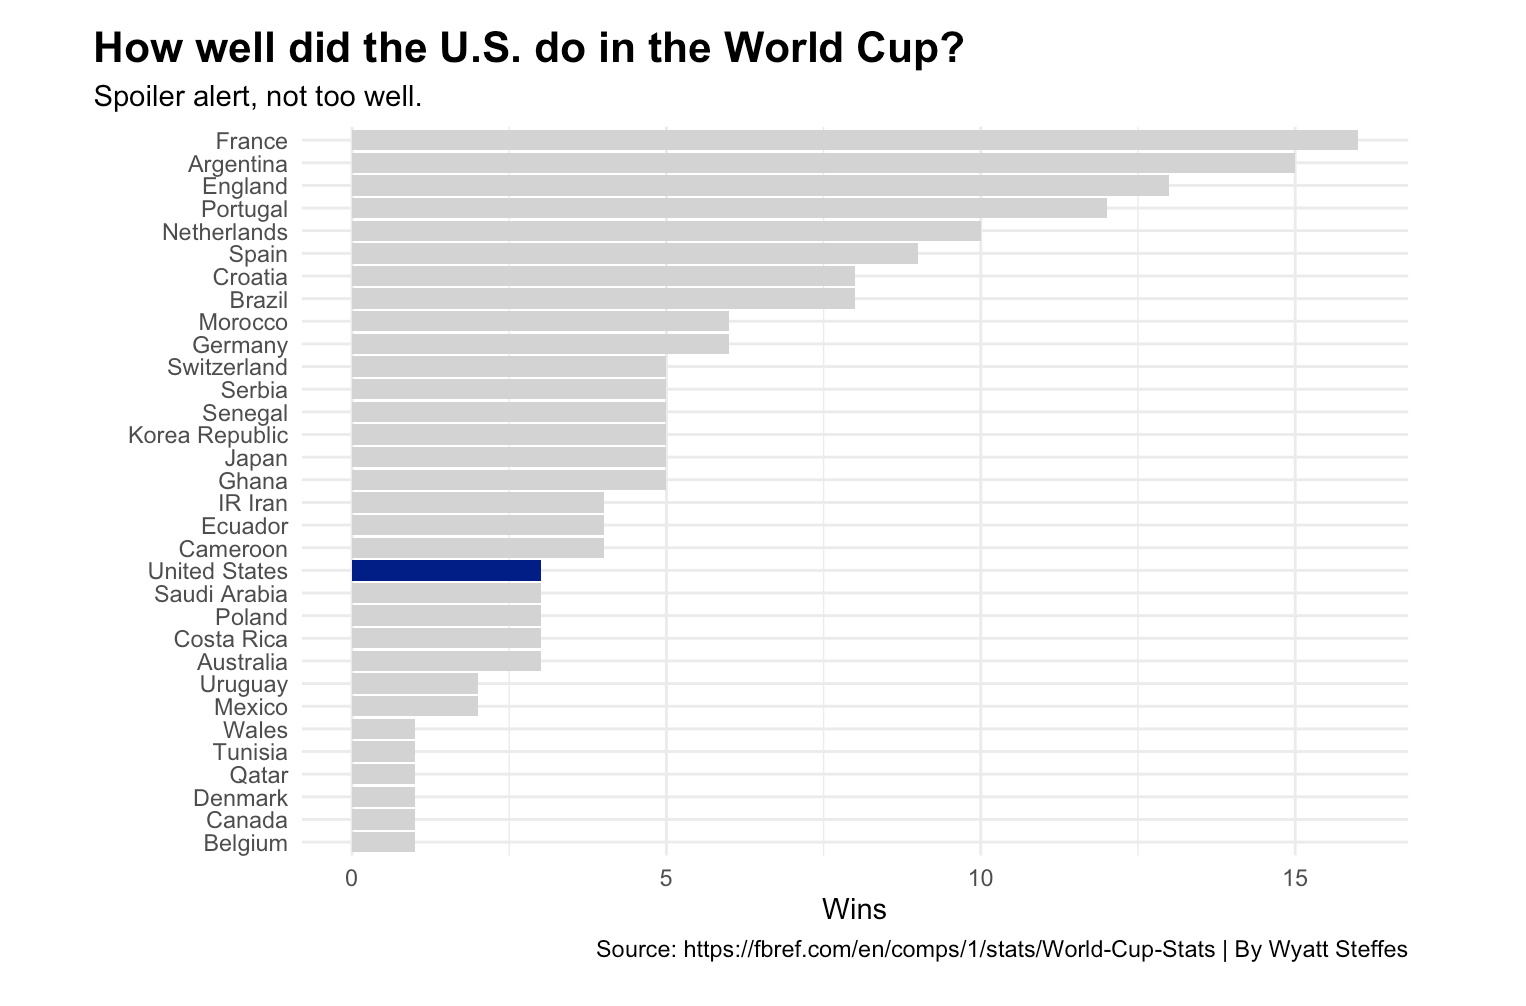 How well did the U.S. do in the World Cup?
Spoiler alert, not too well.
France
Argentina
England
Portugal
Netherlands
Spain
Croatia
Brazil
Morocco
Germany
Switzerland
Serbia
Senegal
Korea Republic
Japan
Ghana
IR Iran
Ecuador
Cameroon
United States
Saudi Arabia
Poland
Costa Rica
Australia
Uruguay
Mexico
Wales
Tunisia
Qatar
Denmark
Canada
Belgium
0 5 10 15
Wins
Source: https://fbref.com/en/comps/1/stats/World-Cup-Stats | By Wyatt Steffes